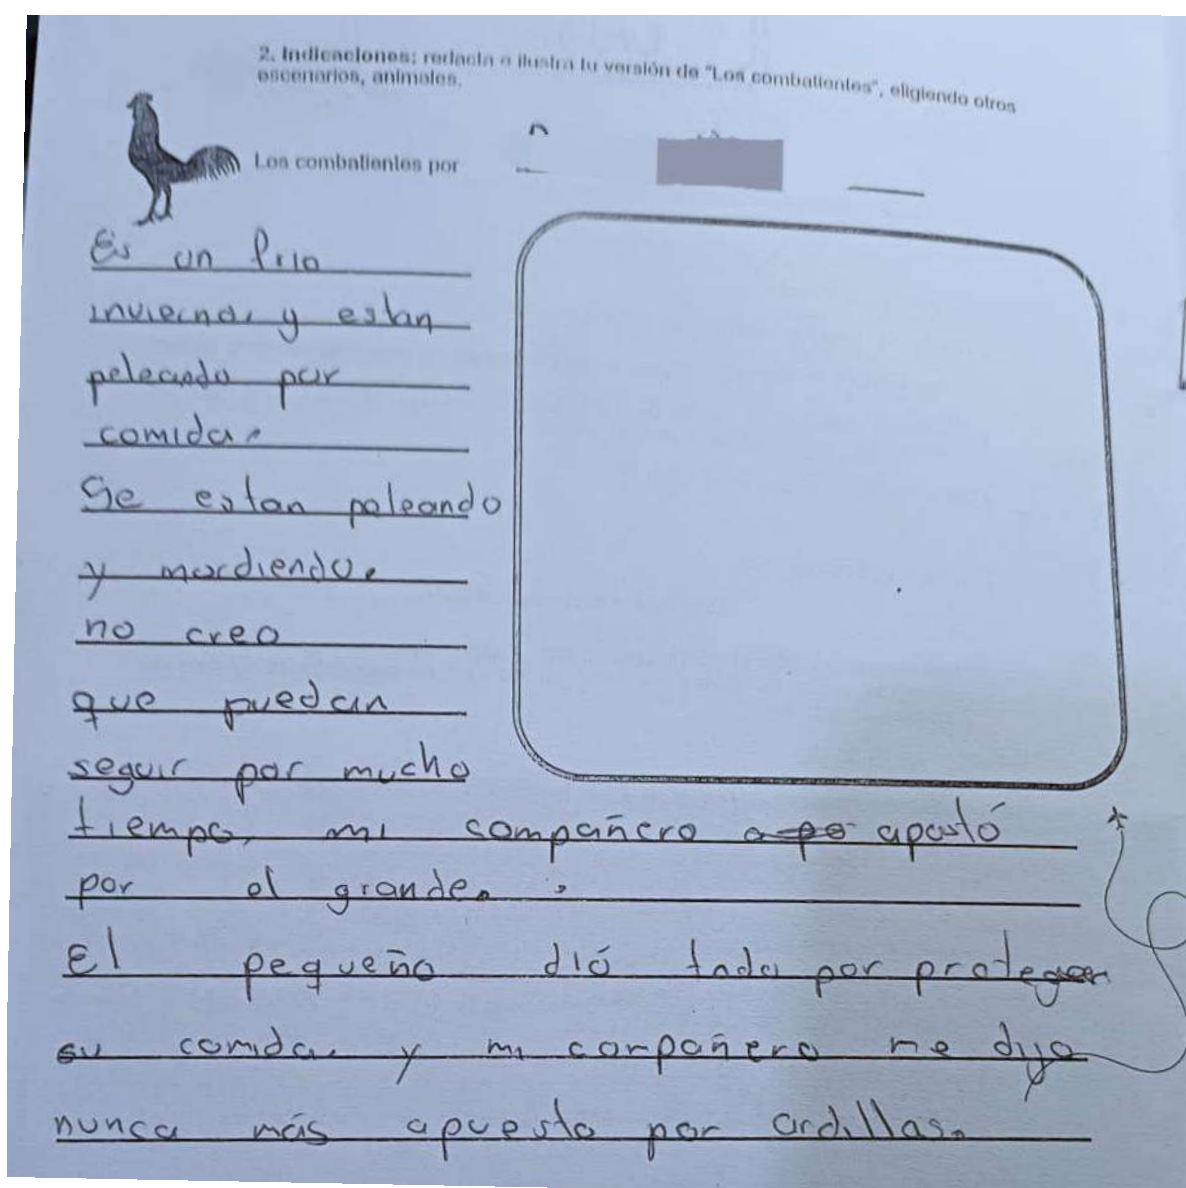 2. Indicaciones: redacta e ilustra tu versión de "Los combatientes", eligiendo otros
escenarios, animales.
Los combatientes por
Es un frio
invierno, y estan
peleando por
comida.
Se estan peleando
y mordiendo.
no creo
que puedan
seguir por mucho
tiempo, mi compañero a po apostó
por el grande.
El pequeño dió todo por proteger
su comida, y mi compañero me dijo
nunca más apuesto por ardillas.